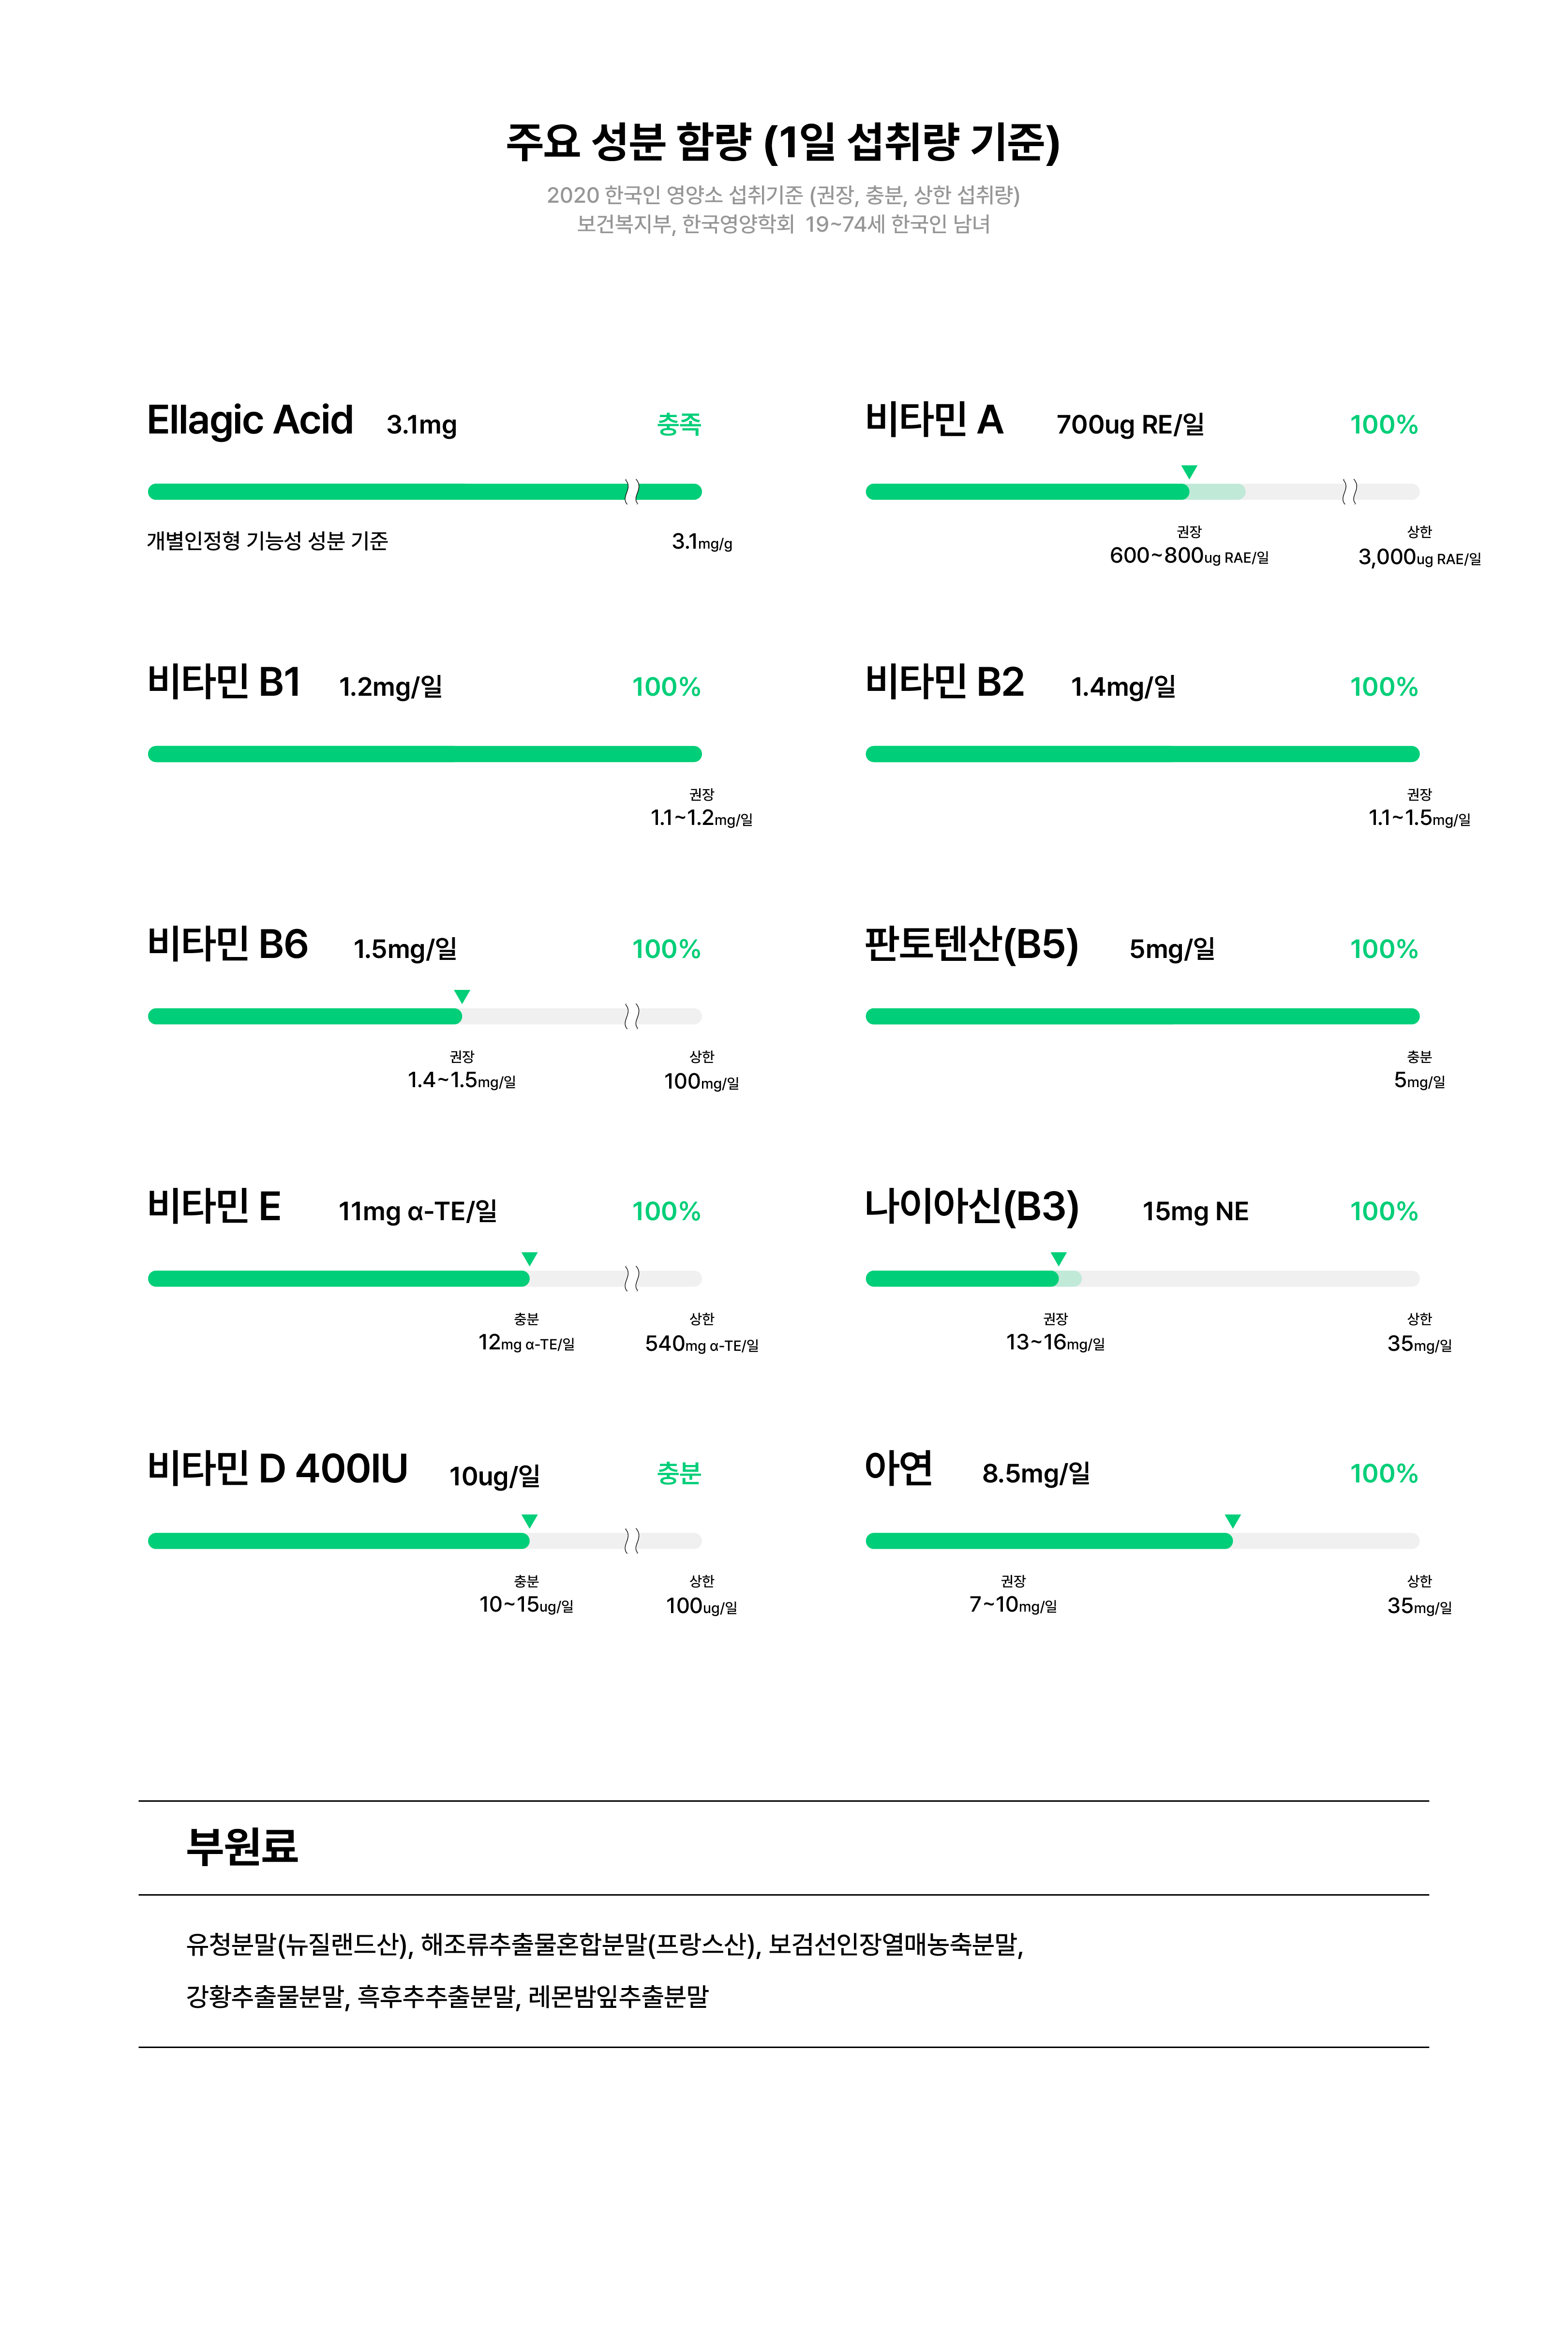 주요 성분 함량 (1일 섭취량 기준)
2020 한국인 영양소 섭취기준 (권장, 충분, 상한 섭취량)
보건복지부, 한국영양학회 19~74세 한국인 남녀
Ellagic Acid 3.1mg 충족
개별인정형 기능성 성분 기준 3.1mg/g
비타민 A 700ug RE/일 100%
권장 상한
600~800ug RAE/일 3,000ug RAE/일
비타민 B1 1.2mg/일 100%
권장
1.1~1.2mg/일
비타민 B2 1.4mg/일 100%
권장
1.1~1.5mg/일
비타민 B6 1.5mg/일 100%
권장 상한
1.4~1.5mg/일 100mg/일
판토텐산(B5) 5mg/일 100%
충분
5mg/일
비타민 E 11mg α-TE/일 100%
충분 상한
12mg α-TE/일 540mg α-TE/일
나이아신(B3) 15mg NE 100%
권장 상한
13~16mg/일 35mg/일
비타민 D 400IU 10ug/일 충분
충분 상한
10~15ug/일 100ug/일
아연 8.5mg/일 100%
권장 상한
7~10mg/일 35mg/일
부원료
유청분말(뉴질랜드산), 해조류추출물혼합분말(프랑스산), 보검선인장열매농축분말,
강황추출물분말, 흑후추추출분말, 레몬밤잎추출분말